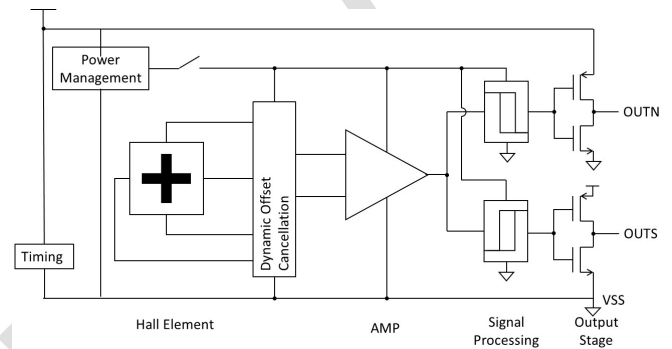 Power
Management
OUTN
Dynamic Offset
Cancellation
OUTS
Timing
VSS
Hall Element
AMP
Signal
Processing
Output
Stage